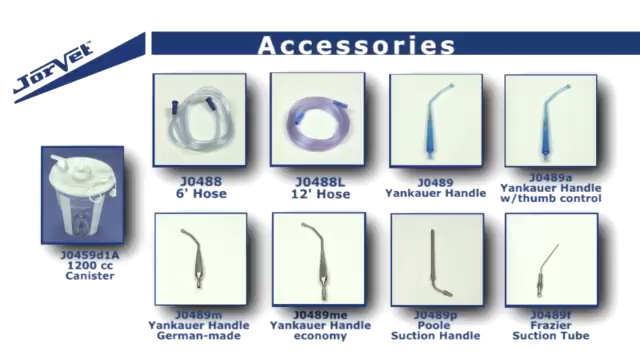 JorVet™
Accessories
J0488
6' Hose
J0488L
12' Hose
J0489
Yankauer Handle
J0489a
Yankauer Handle
w/thumb control
J0459d1A
1200 cc
Canister
J0489m
Yankauer Handle
German-made
J0489me
Yankauer Handle
economy
J0489p
Poole
Suction Handle
J0489f
Frazier
Suction Tube